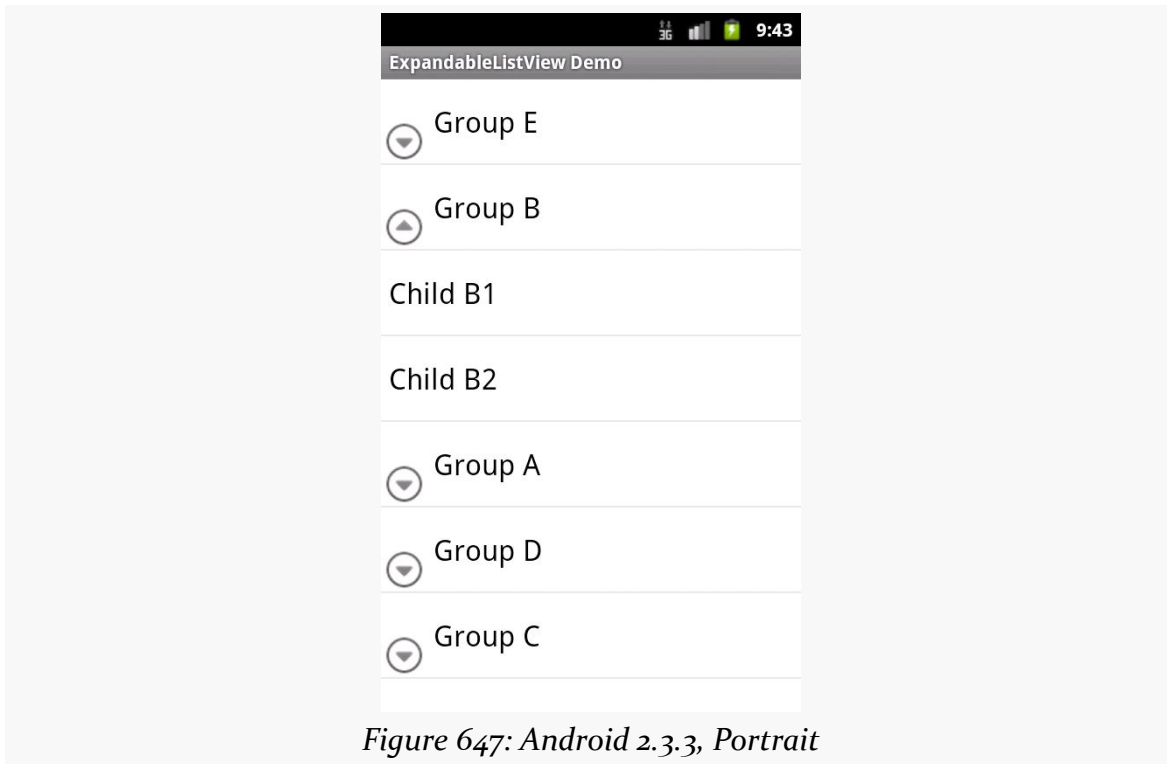 3G 9:43
ExpandableListView Demo
Group E
Group B
Child B1
Child B2
Group A
Group D
Group C
Figure 647: Android 2.3.3, Portrait